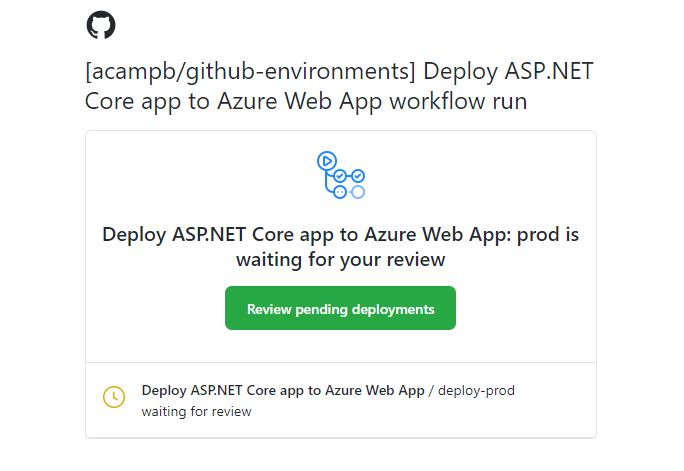 [acampb/github-environments] Deploy ASP.NET
Core app to Azure Web App workflow run
Deploy ASP.NET Core app to Azure Web App: prod is
waiting for your review
Review pending deployments
Deploy ASP.NET Core app to Azure Web App / deploy-prod
waiting for review